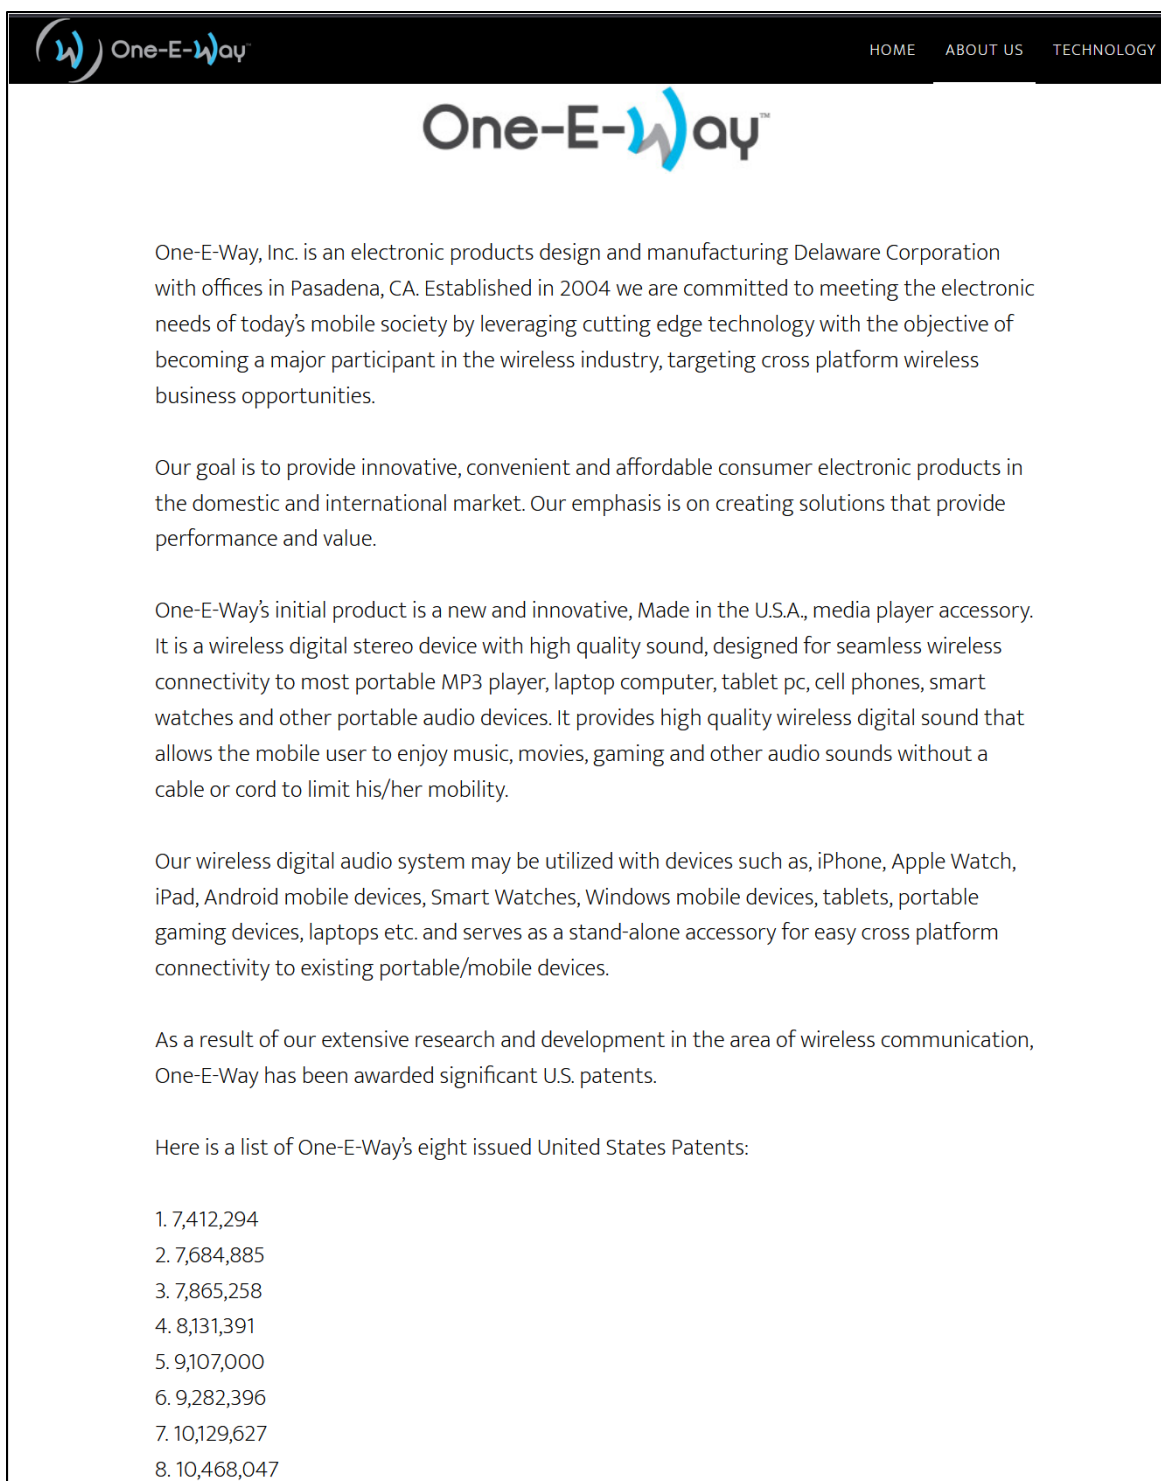 One-E-Way
HOME ABOUT US TECHNOLOGY
One-E-Way™
One-E-Way, Inc. is an electronic products design and manufacturing Delaware Corporation
with offices in Pasadena, CA. Established in 2004 we are committed to meeting the electronic
needs of today’s mobile society by leveraging cutting edge technology with the objective of
becoming a major participant in the wireless industry, targeting cross platform wireless
business opportunities.
Our goal is to provide innovative, convenient and affordable consumer electronic products in
the domestic and international market. Our emphasis is on creating solutions that provide
performance and value.
One-E-Way’s initial product is a new and innovative, Made in the U.S.A., media player accessory.
It is a wireless digital stereo device with high quality sound, designed for seamless wireless
connectivity to most portable MP3 player, laptop computer, tablet pc, cell phones, smart
watches and other portable audio devices. It provides high quality wireless digital sound that
allows the mobile user to enjoy music, movies, gaming and other audio sounds without a
cable or cord to limit his/her mobility.
Our wireless digital audio system may be utilized with devices such as, iPhone, Apple Watch,
iPad, Android mobile devices, Smart Watches, Windows mobile devices, tablets, portable
gaming devices, laptops etc. and serves as a stand-alone accessory for easy cross platform
connectivity to existing portable/mobile devices.
As a result of our extensive research and development in the area of wireless communication,
One-E-Way has been awarded significant U.S. patents.
Here is a list of One-E-Way’s eight issued United States Patents:
1. 7,412,294
2. 7,684,885
3. 7,865,258
4. 8,131,391
5. 9,107,000
6. 9,282,396
7. 10,129,627
8. 10,468,047